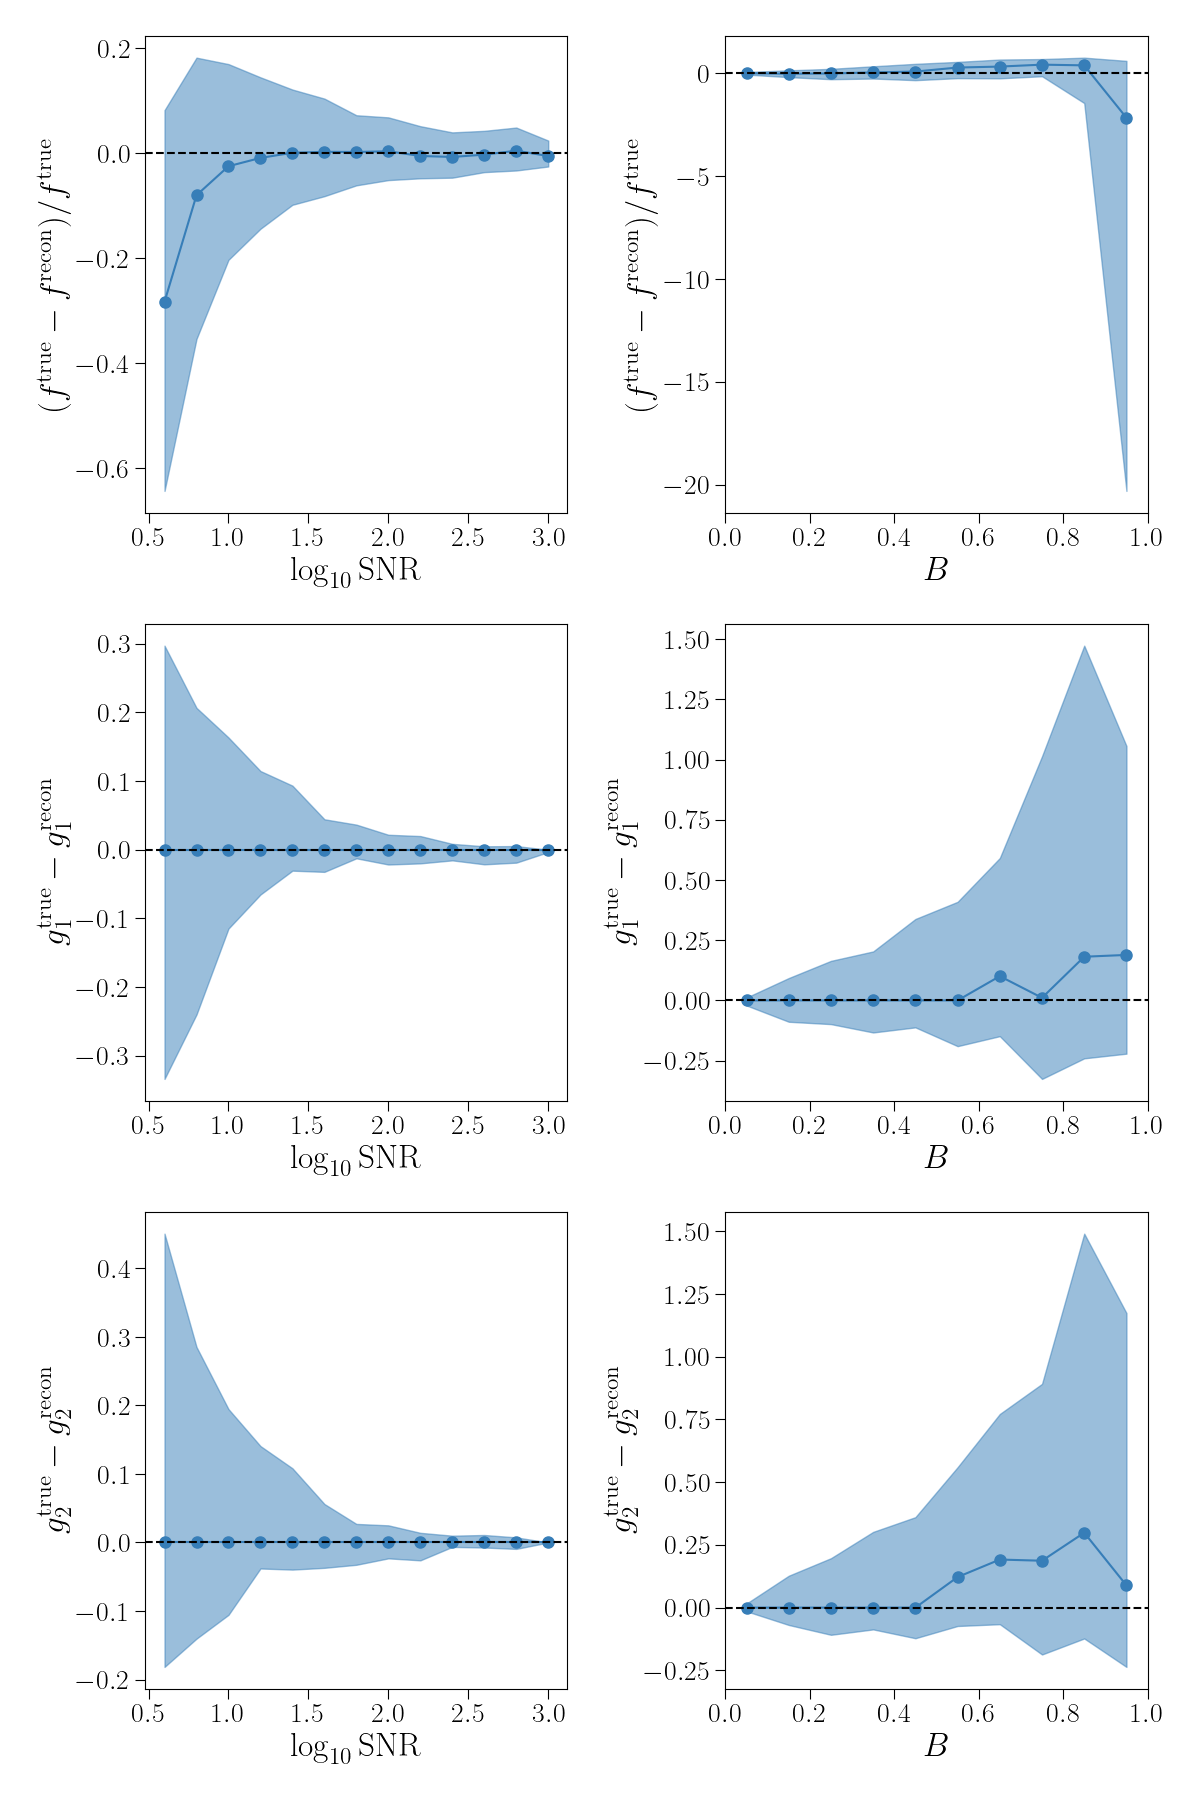 0.2
0.0
−0.2
−0.4
−0.6
(f^true − f^recon)/f^true
0.5 1.0 1.5 2.0 2.5 3.0
log₁₀ SNR
0
−5
−10
−15
−20
(f^true − f^recon)/f^true
0.0 0.2 0.4 0.6 0.8 1.0
B
0.3
0.2
0.1
0.0
−0.1
−0.2
−0.3
g₁^true − g₁^recon
0.5 1.0 1.5 2.0 2.5 3.0
log₁₀ SNR
1.50
1.25
1.00
0.75
0.50
0.25
0.00
−0.25
g₁^true − g₁^recon
0.0 0.2 0.4 0.6 0.8 1.0
B
0.4
0.3
0.2
0.1
0.0
−0.1
−0.2
g₂^true − g₂^recon
0.5 1.0 1.5 2.0 2.5 3.0
log₁₀ SNR
1.50
1.25
1.00
0.75
0.50
0.25
0.00
−0.25
g₂^true − g₂^recon
0.0 0.2 0.4 0.6 0.8 1.0
B